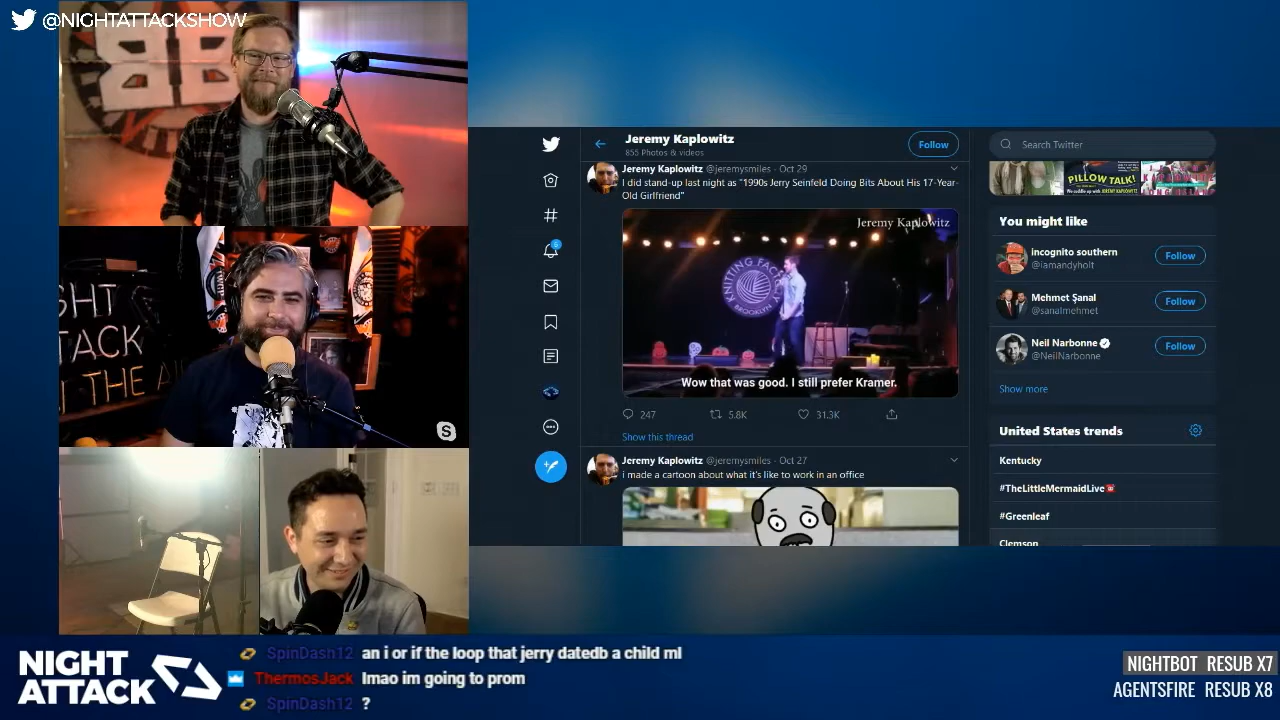 @NIGHTATTACKSHOW
Jeremy Kaplowitz
855 Photos & videos
Follow
Search Twitter
Jeremy Kaplowitz @jeremysmiles · Oct 29
I did stand-up last night as "1990s Jerry Seinfeld Doing Bits About His 17-Year-
Old Girlfriend"
Jeremy Kaplowitz
KNITTING FACTORY
BROOKLYN
Wow that was good. I still prefer Kramer.
247 5.8K 31.3K
Show this thread
Jeremy Kaplowitz @jeremysmiles · Oct 27
i made a cartoon about what it's like to work in an office
PILLOW TALK!
You might like
incognito southern
@iamandyholt
Follow
Mehmet Şanal
@sanalmehmet
Follow
Neil Narbonne
@NeilNarbonne
Follow
Show more
United States trends
Kentucky
#TheLittleMermaidLive
#Greenleaf
Clemson
GHT
TACK
THE
NIGHT
ATTACK
SpinDash12 an i or if the loop that jerry datedb a child ml
ThermosJack lmao im going to prom
SpinDash12 ?
NIGHTBOT RESUB X7
AGENTSFIRE RESUB X8